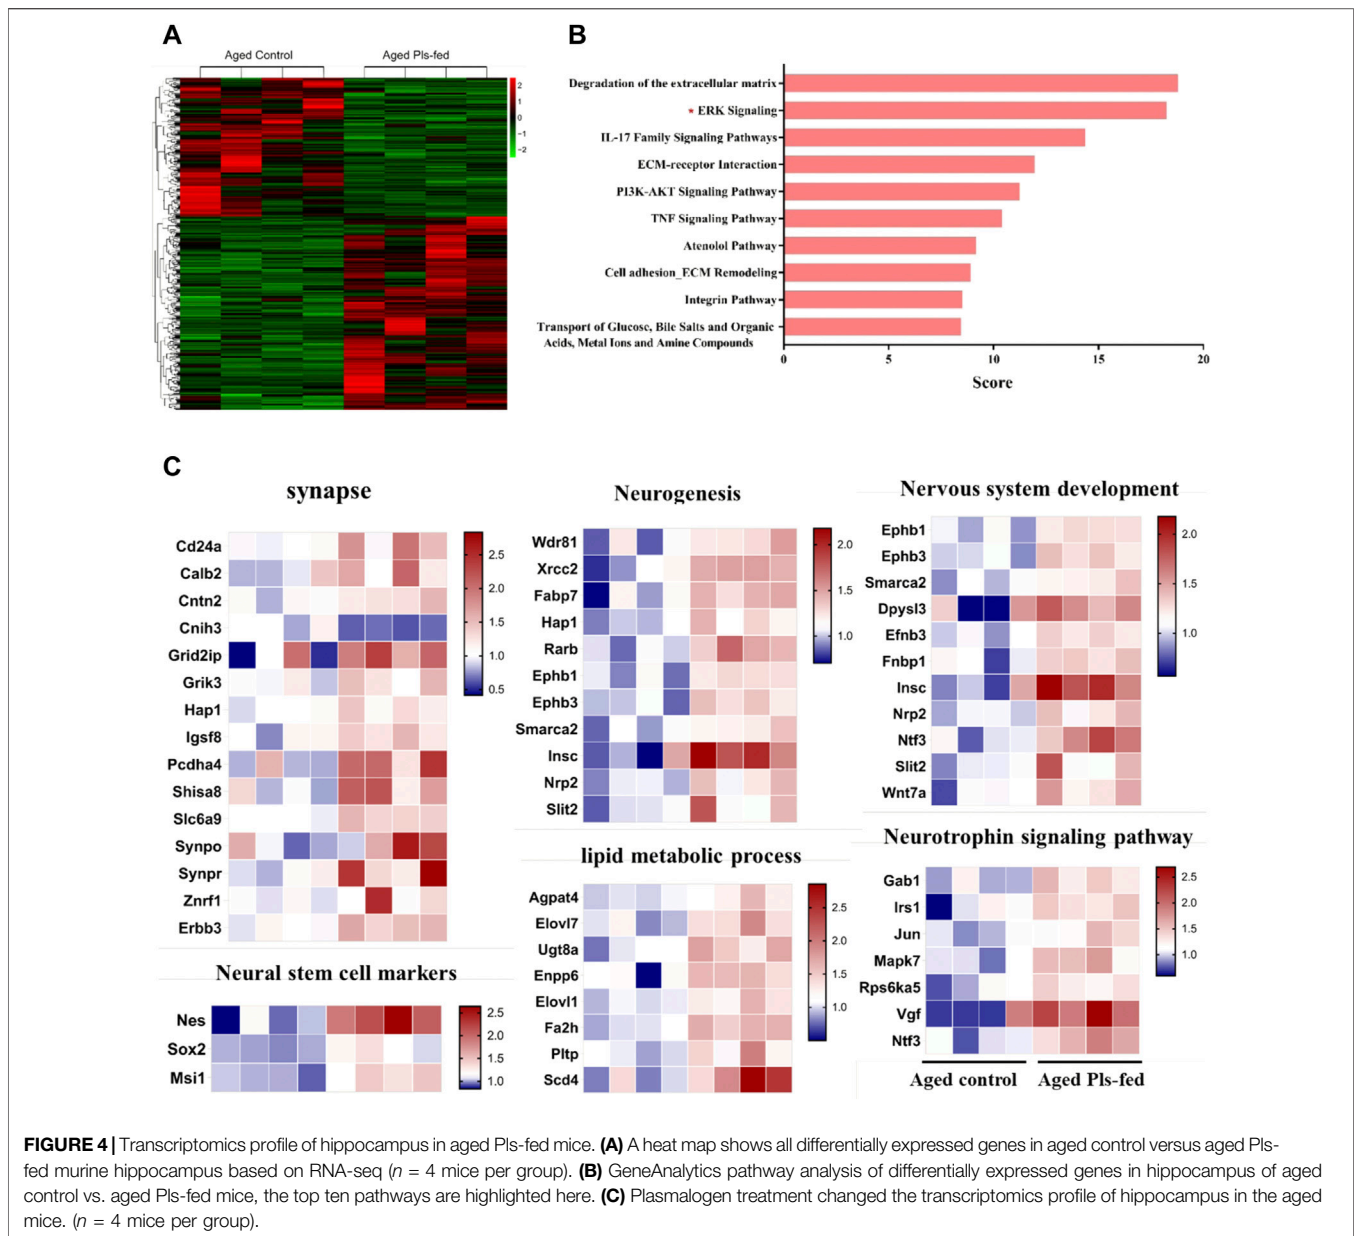 A
Aged Control
Aged Pls-fed
2
1
0
−1
−2
B
Degradation of the extracellular matrix
* ERK Signaling
IL-17 Family Signaling Pathways
ECM-receptor Interaction
PI3K-AKT Signaling Pathway
TNF Signaling Pathway
Atenolol Pathway
Cell adhesion_ECM Remodeling
Integrin Pathway
Transport of Glucose, Bile Salts and Organic
Acids, Metal Ions and Amine Compounds
0
5
10
15
20
Score
C
synapse
Cd24a
Calb2
Cntn2
Cnih3
Grid2ip
Grik3
Hap1
Igsf8
Pcdha4
Shisa8
Slc6a9
Synpo
Synpr
Znrf1
Erbb3
2.5
2.0
1.5
1.0
0.5
Neural stem cell markers
Nes
Sox2
Msi1
2.5
2.0
1.5
1.0
Neurogenesis
Wdr81
Xrcc2
Fabp7
Hap1
Rarb
Ephb1
Ephb3
Smarca2
Insc
Nrp2
Slit2
2.0
1.5
1.0
lipid metabolic process
Agpat4
Elovl7
Ugt8a
Enpp6
Elovl1
Fa2h
Pltp
Scd4
2.5
2.0
1.5
1.0
Nervous system development
Ephb1
Ephb3
Smarca2
Dpysl3
Efnb3
Fnbp1
Insc
Nrp2
Ntf3
Slit2
Wnt7a
2.0
1.5
1.0
Neurotrophin signaling pathway
Gab1
Irs1
Jun
Mapk7
Rps6ka5
Vgf
Ntf3
2.5
2.0
1.5
1.0
Aged control
Aged Pls-fed
FIGURE 4 | Transcriptomics profile of hippocampus in aged Pls-fed mice. (A) A heat map shows all differentially expressed genes in aged control versus aged Pls-
fed murine hippocampus based on RNA-seq (n = 4 mice per group). (B) GeneAnalytics pathway analysis of differentially expressed genes in hippocampus of aged
control vs. aged Pls-fed mice, the top ten pathways are highlighted here. (C) Plasmalogen treatment changed the transcriptomics profile of hippocampus in the aged
mice. (n = 4 mice per group).